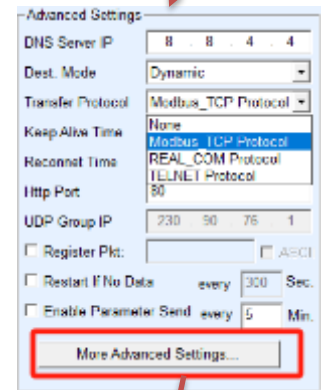 Advanced Settings
DNS Server IP 8 . 8 . 4 . 4
Dest. Mode Dynamic
Transfer Protocol Modbus_TCP Protocol
Keep Alive Time None
Modbus_TCP Protocol
Reconnet Time REAL_COM Protocol
TELNET Protocol
Http Port 80
UDP Group IP 230 . 90 . 76 . 1
Register Pkt: ASCI
Restart If No Data every 300 Sec.
Enable Parameter Send every 5 Min.
More Advanced Settings...